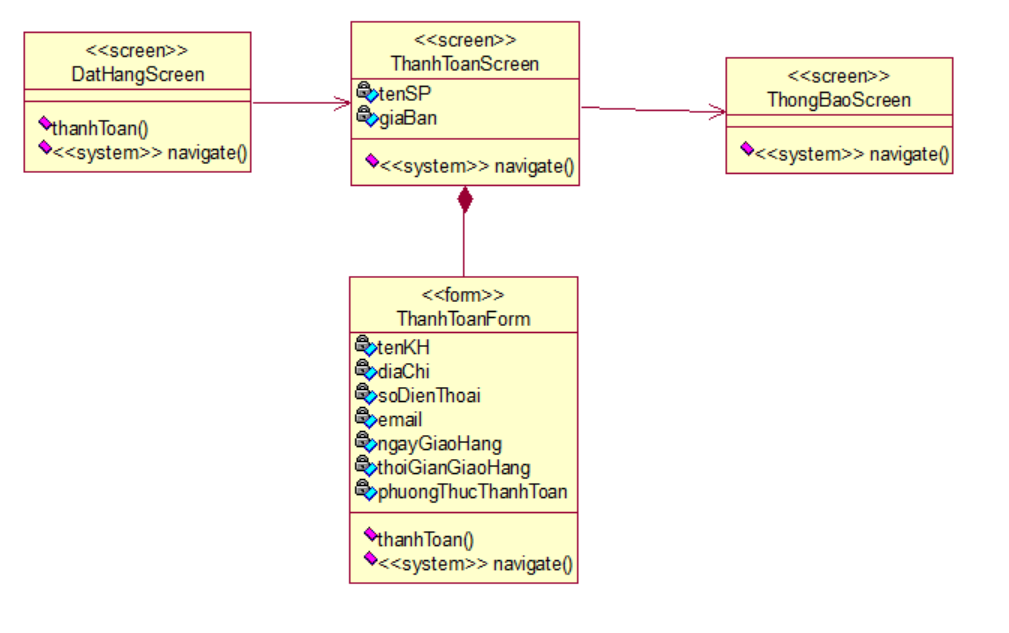 <<screen>>
DatHangScreen
thanhToan()
<<system>> navigate()
<<screen>>
ThanhToanScreen
tenSP
giaBan
<<system>> navigate()
<<screen>>
ThongBaoScreen
<<system>> navigate()
<<form>>
ThanhToanForm
tenKH
diaChi
soDienThoai
email
ngayGiaoHang
thoiGianGiaoHang
phuongThucThanhToan
thanhToan()
<<system>> navigate()